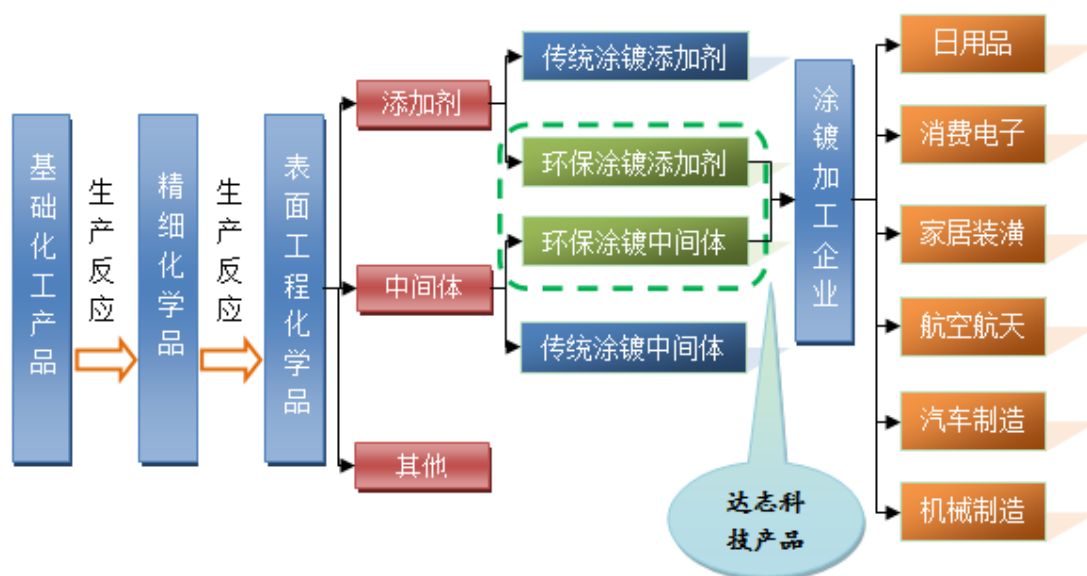 基础化工产品
生产反应
精细化学品
生产反应
表面工程化学品
添加剂
中间体
其他
传统涂镀添加剂
环保涂镀添加剂
环保涂镀中间体
传统涂镀中间体
达志科
技产品
涂镀加工企业
日用品
消费电子
家居装潢
航空航天
汽车制造
机械制造